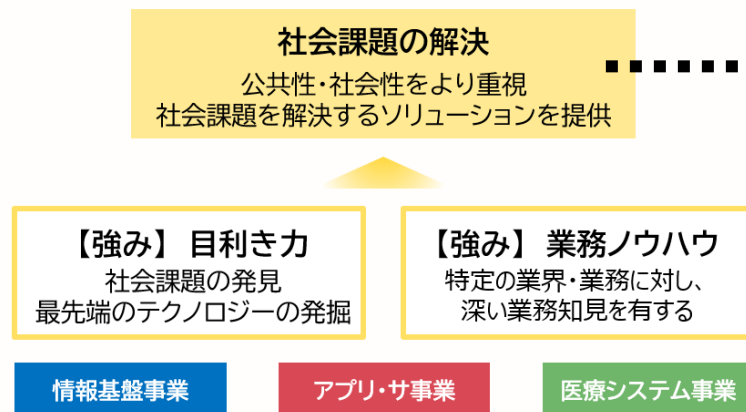 社会課題の解決
公共性・社会性をより重視
社会課題を解決するソリューションを提供
【強み】目利き力
社会課題の発見
最先端のテクノロジーの発掘
【強み】業務ノウハウ
特定の業界・業務に対し、
深い業務知見を有する
情報基盤事業
アプリ・サ事業
医療システム事業